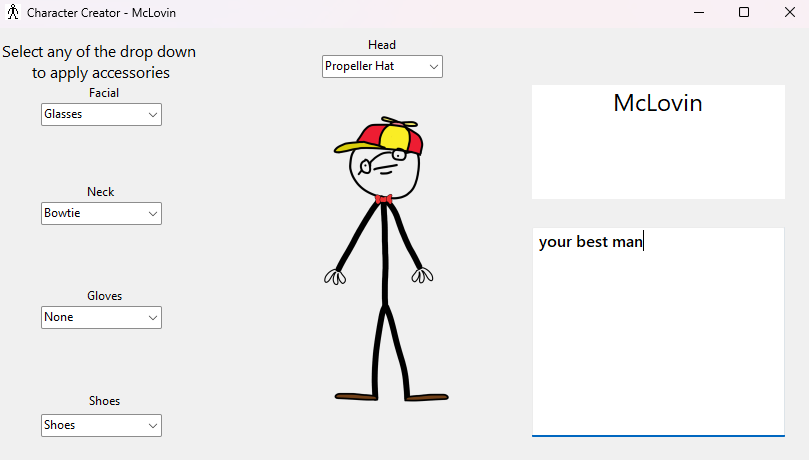 Character Creator - McLovin
Select any of the drop down
to apply accessories
Facial
Glasses
Neck
Bowtie
Gloves
None
Shoes
Shoes
Head
Propeller Hat
McLovin
your best man